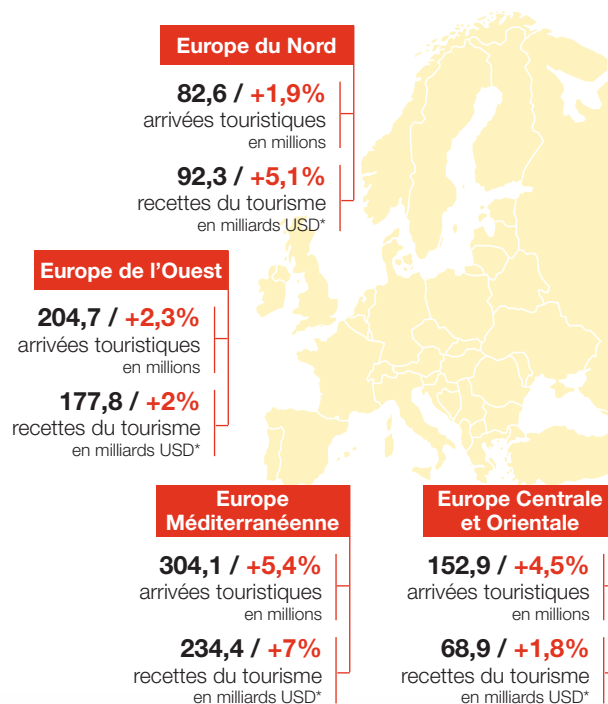 Europe du Nord
82,6 / +1,9%
arrivées touristiques
en millions
92,3 / +5,1%
recettes du tourisme
en milliards USD*
Europe de l’Ouest
204,7 / +2,3%
arrivées touristiques
en millions
177,8 / +2%
recettes du tourisme
en milliards USD*
Europe
Méditerranéenne
304,1 / +5,4%
arrivées touristiques
en millions
234,4 / +7%
recettes du tourisme
en milliards USD*
Europe Centrale
et Orientale
152,9 / +4,5%
arrivées touristiques
en millions
68,9 / +1,8%
recettes du tourisme
en milliards USD*